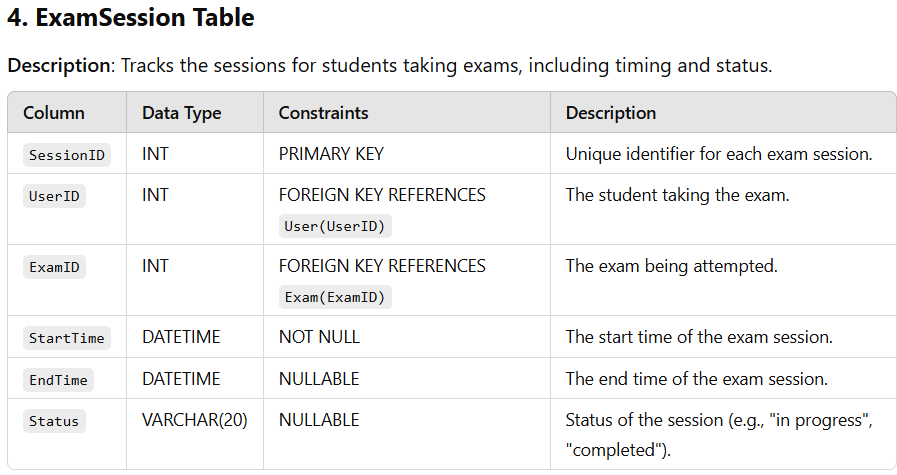 4. ExamSession Table
Description: Tracks the sessions for students taking exams, including timing and status.
Column Data Type Constraints Description
SessionID INT PRIMARY KEY Unique identifier for each exam session.
UserID INT FOREIGN KEY REFERENCES The student taking the exam.
User(UserID)
ExamID INT FOREIGN KEY REFERENCES The exam being attempted.
Exam(ExamID)
StartTime DATETIME NOT NULL The start time of the exam session.
EndTime DATETIME NULLABLE The end time of the exam session.
Status VARCHAR(20) NULLABLE Status of the session (e.g., "in progress",
"completed").